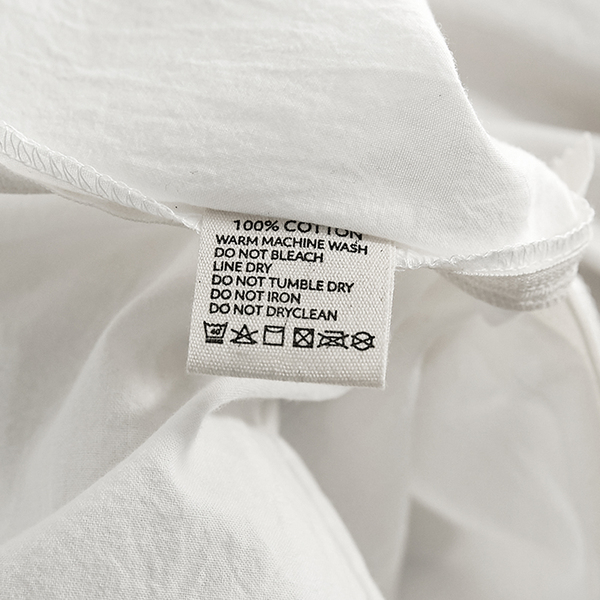 100% COTTON
WARM MACHINE WASH
DO NOT BLEACH
LINE DRY
DO NOT TUMBLE DRY
DO NOT IRON
DO NOT DRYCLEAN
40°